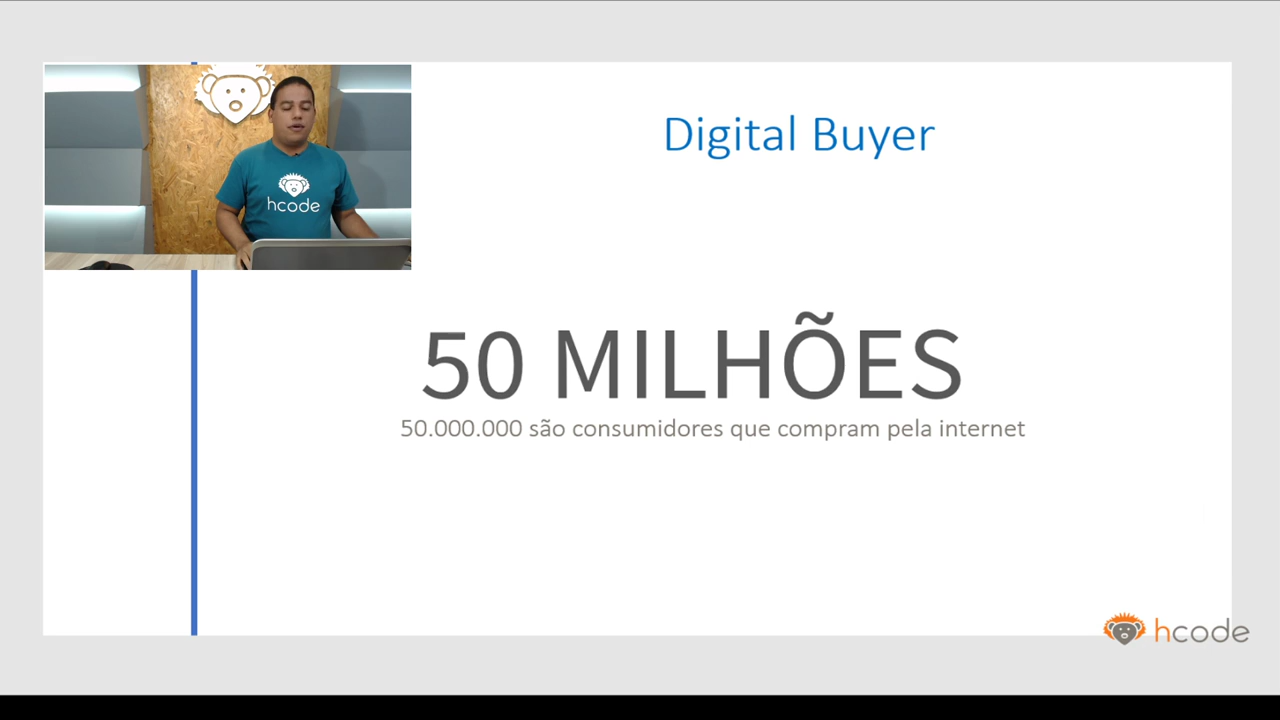 Digital Buyer
hcode
50 MILHÕES
50.000.000 são consumidores que compram pela internet
hcode